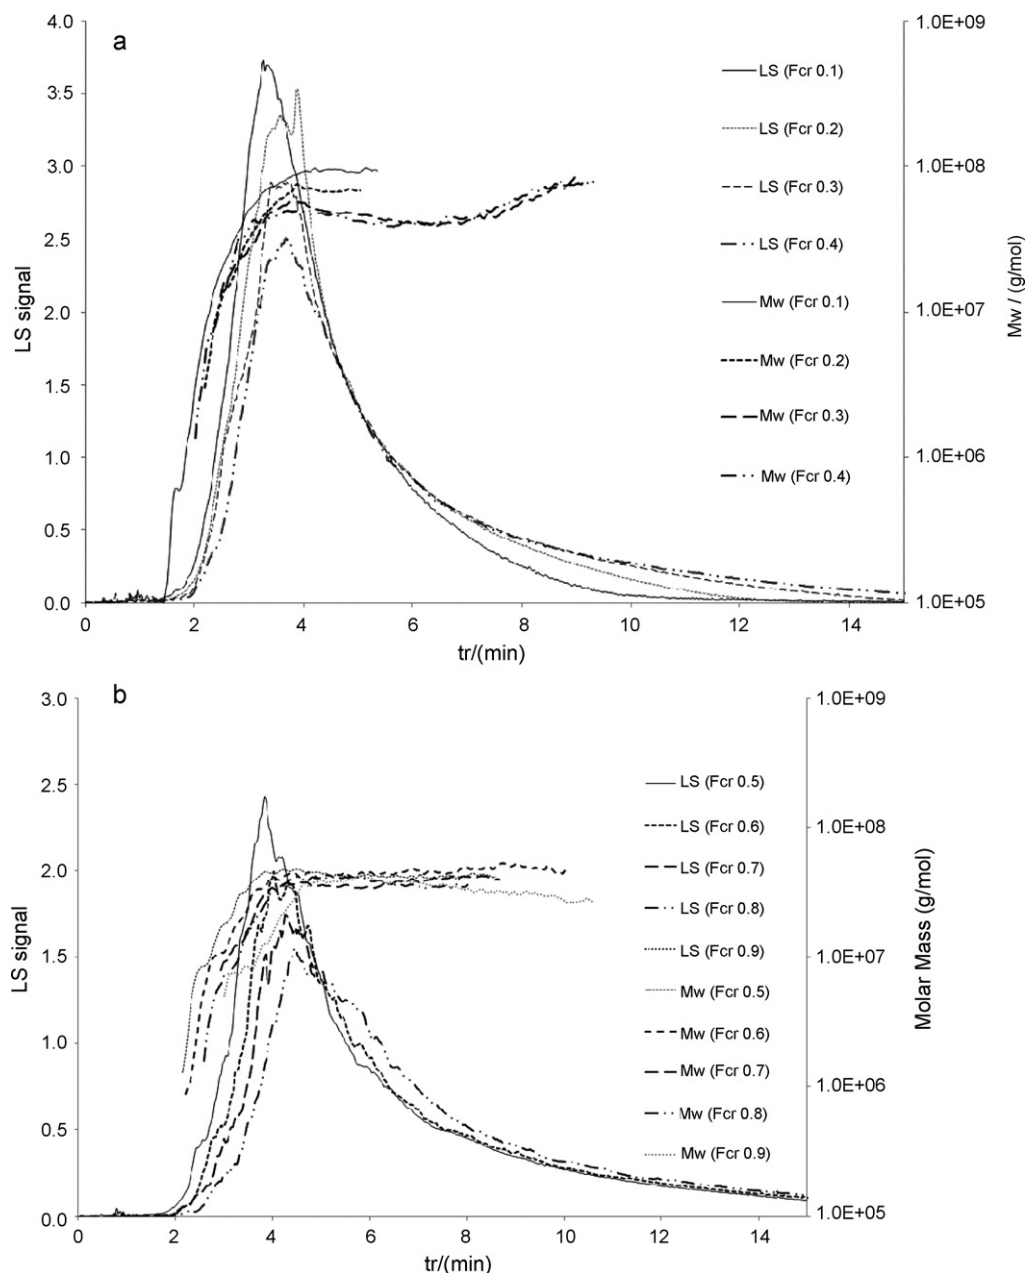 a
4.0
3.5
3.0
2.5
2.0
1.5
1.0
0.5
0.0
LS signal
0
2
4
6
8
10
12
14
tr/(min)
1.0E+09
1.0E+08
1.0E+07
1.0E+06
1.0E+05
Mw / (g/mol)
LS (Fcr 0.1)
LS (Fcr 0.2)
LS (Fcr 0.3)
LS (Fcr 0.4)
Mw (Fcr 0.1)
Mw (Fcr 0.2)
Mw (Fcr 0.3)
Mw (Fcr 0.4)
b
3.0
2.5
2.0
1.5
1.0
0.5
0.0
LS signal
0
2
4
6
8
10
12
14
tr/(min)
1.0E+09
1.0E+08
1.0E+07
1.0E+06
1.0E+05
Molar Mass (g/mol)
LS (Fcr 0.5)
LS (Fcr 0.6)
LS (Fcr 0.7)
LS (Fcr 0.8)
LS (Fcr 0.9)
Mw (Fcr 0.5)
Mw (Fcr 0.6)
Mw (Fcr 0.7)
Mw (Fcr 0.8)
Mw (Fcr 0.9)